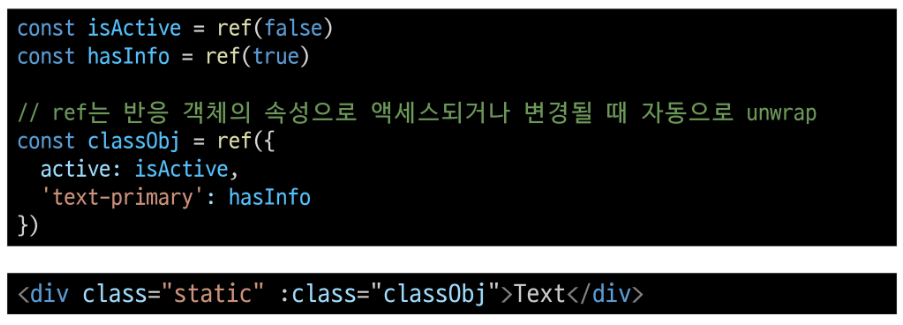 const isActive = ref(false)
const hasInfo = ref(true)

// ref는 반응 객체의 속성으로 액세스되거나 변경될 때 자동으로 unwrap
const classObj = ref({
  active: isActive,
  'text-primary': hasInfo
})

<div class="static" :class="classObj">Text</div>